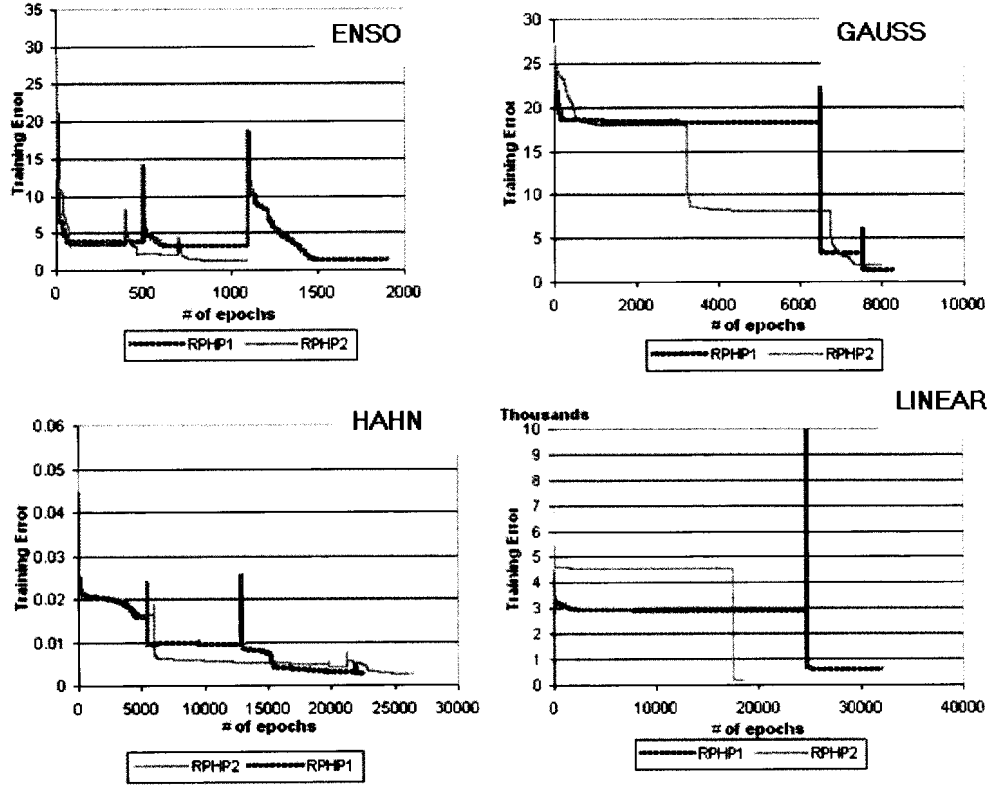 ENSO
35
30
25
20
15
10
5
0
Training Error
0 500 1000 1500 2000
# of epochs
RPHP1 RPHP2
GAUSS
30
25
20
15
10
5
0
Training Error
0 2000 4000 6000 8000 10000
# of epochs
RPHP1 RPHP2
HAHN
0.06
0.05
0.04
0.03
0.02
0.01
0
Training Error
0 5000 10000 15000 20000 25000 30000
# of epochs
RPHP2 RPHP1
LINEAR
Thousands
10
9
8
7
6
5
4
3
2
1
0
Training Error
0 10000 20000 30000 40000
# of epochs
RPHP1 RPHP2